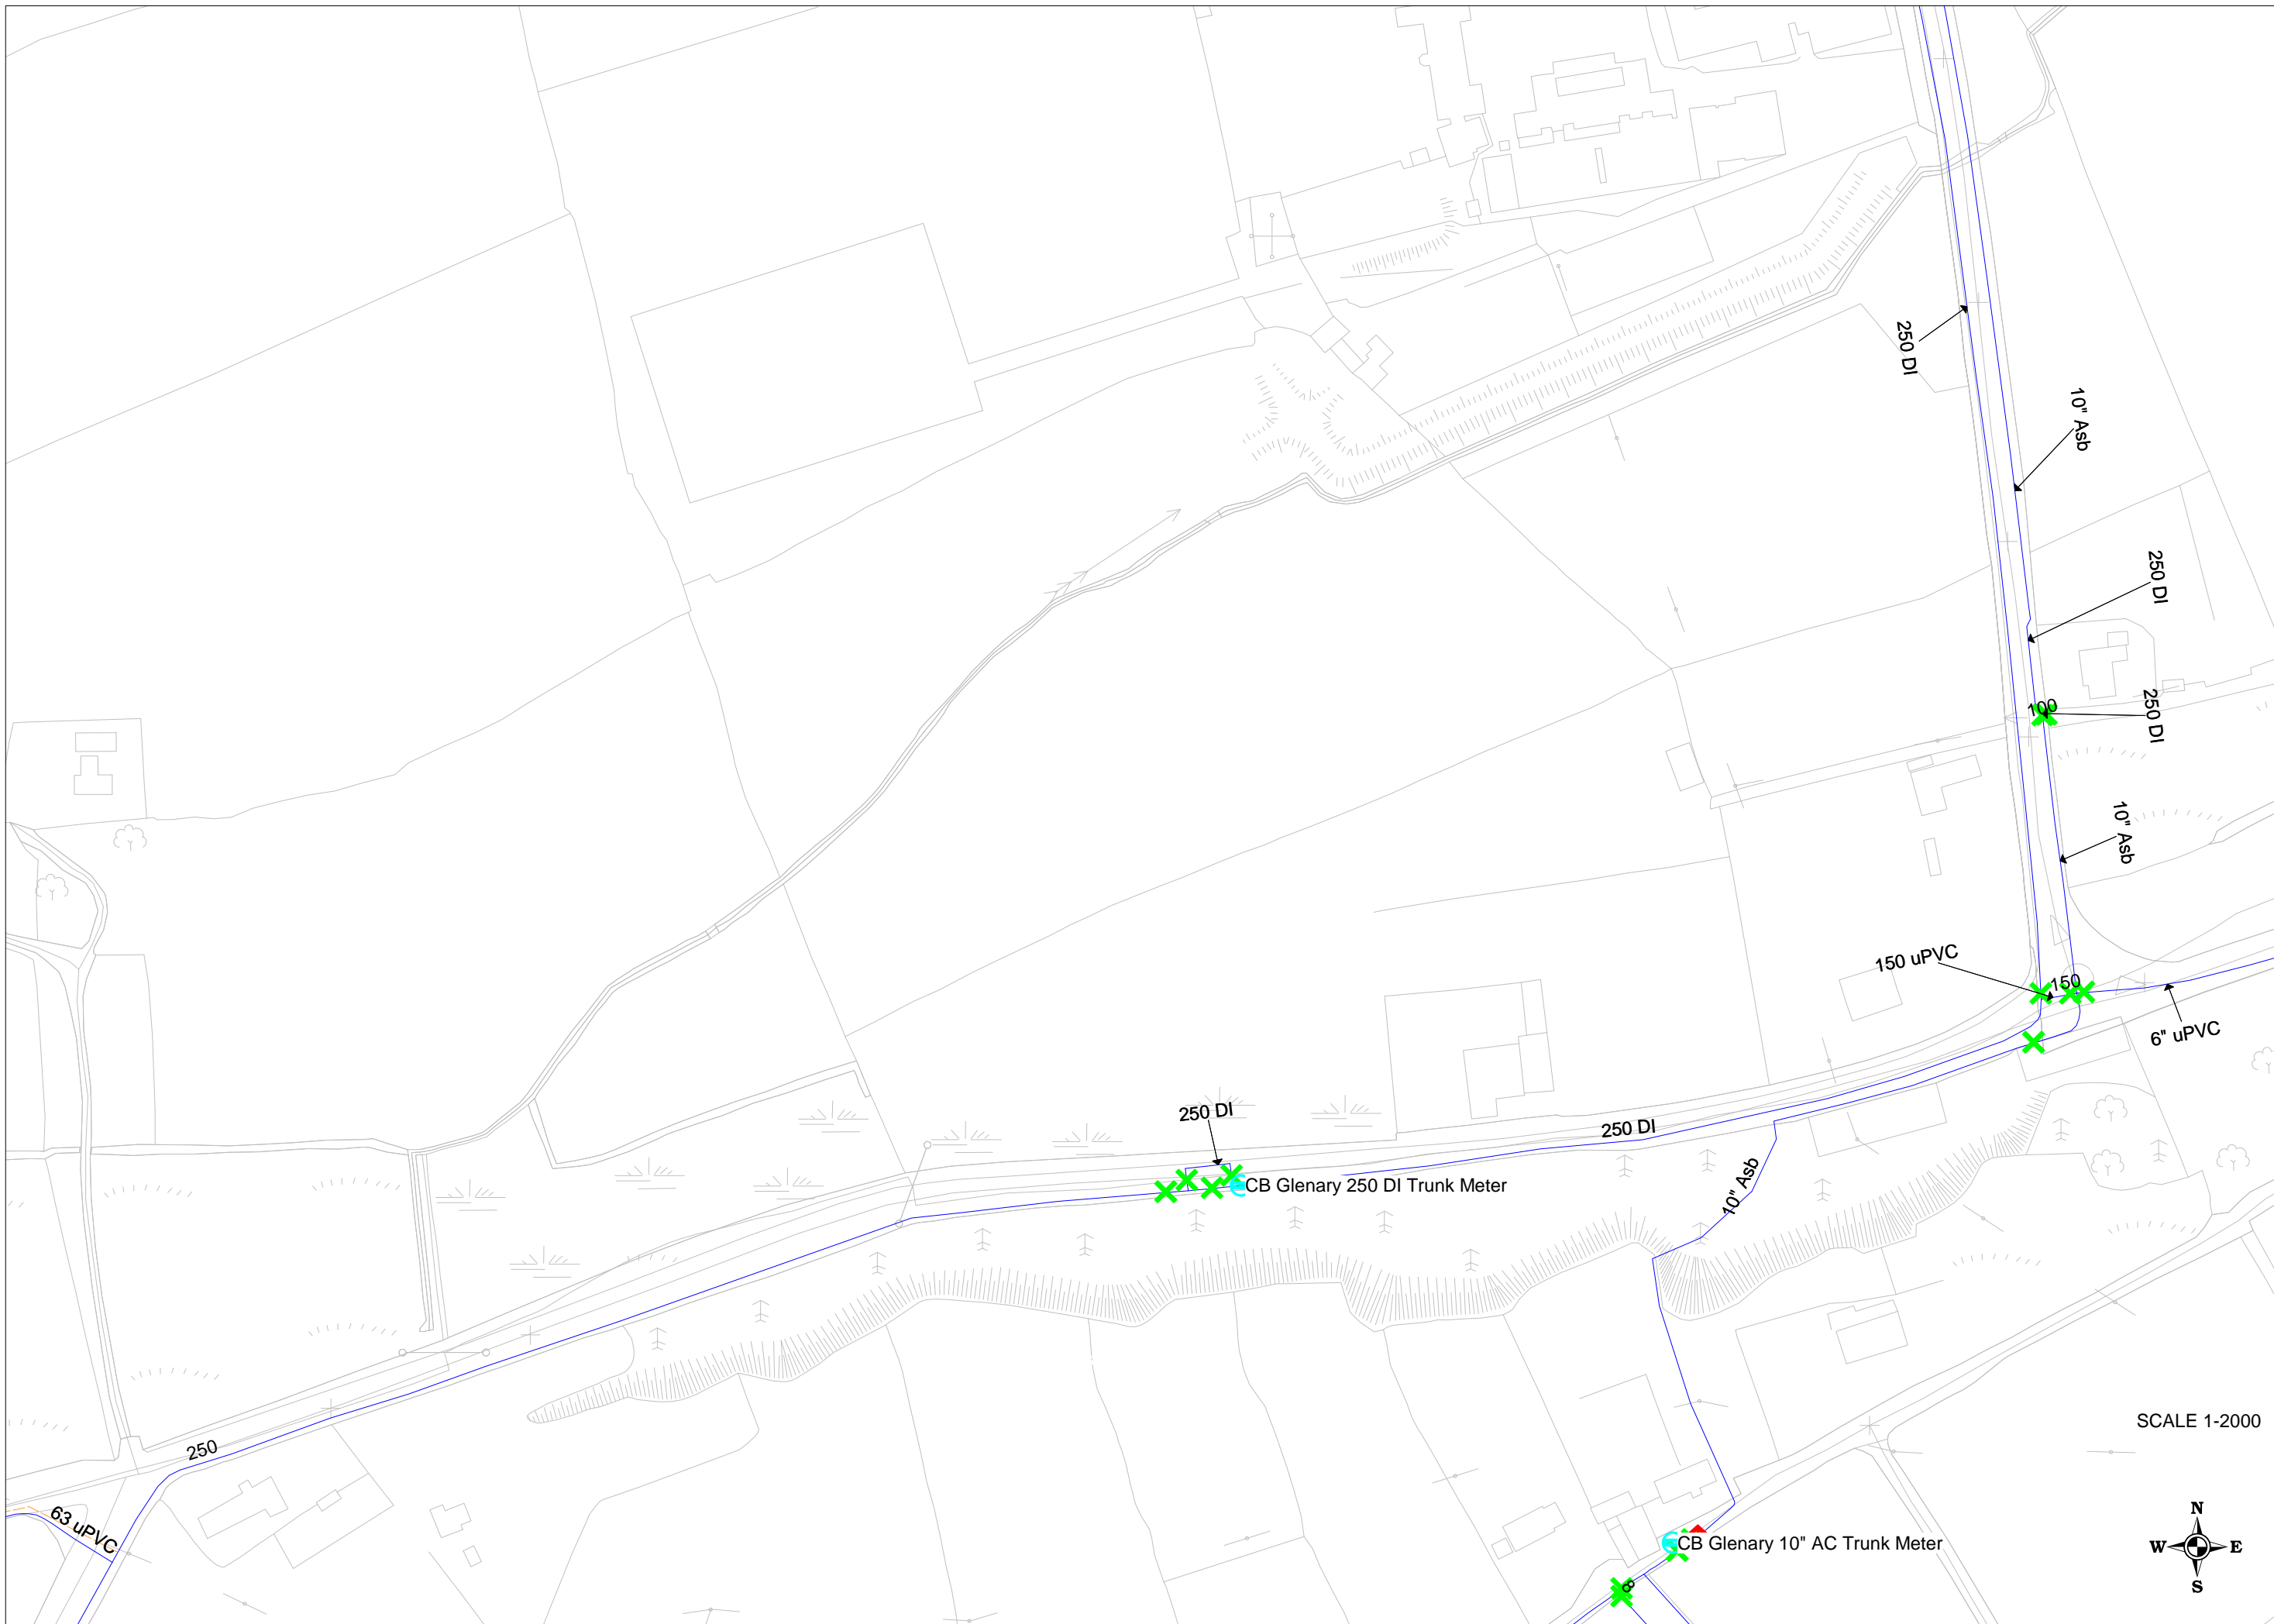 250 DI
10" Asb
250 DI
100
250 DI
10" Asb
150 uPVC
150
6" uPVC
250 DI
250 DI
CB Glenary 250 DI Trunk Meter
10" Asb
SCALE 1-2000
250
63 uPVC
CB Glenary 10" AC Trunk Meter
8
N
W
E
S